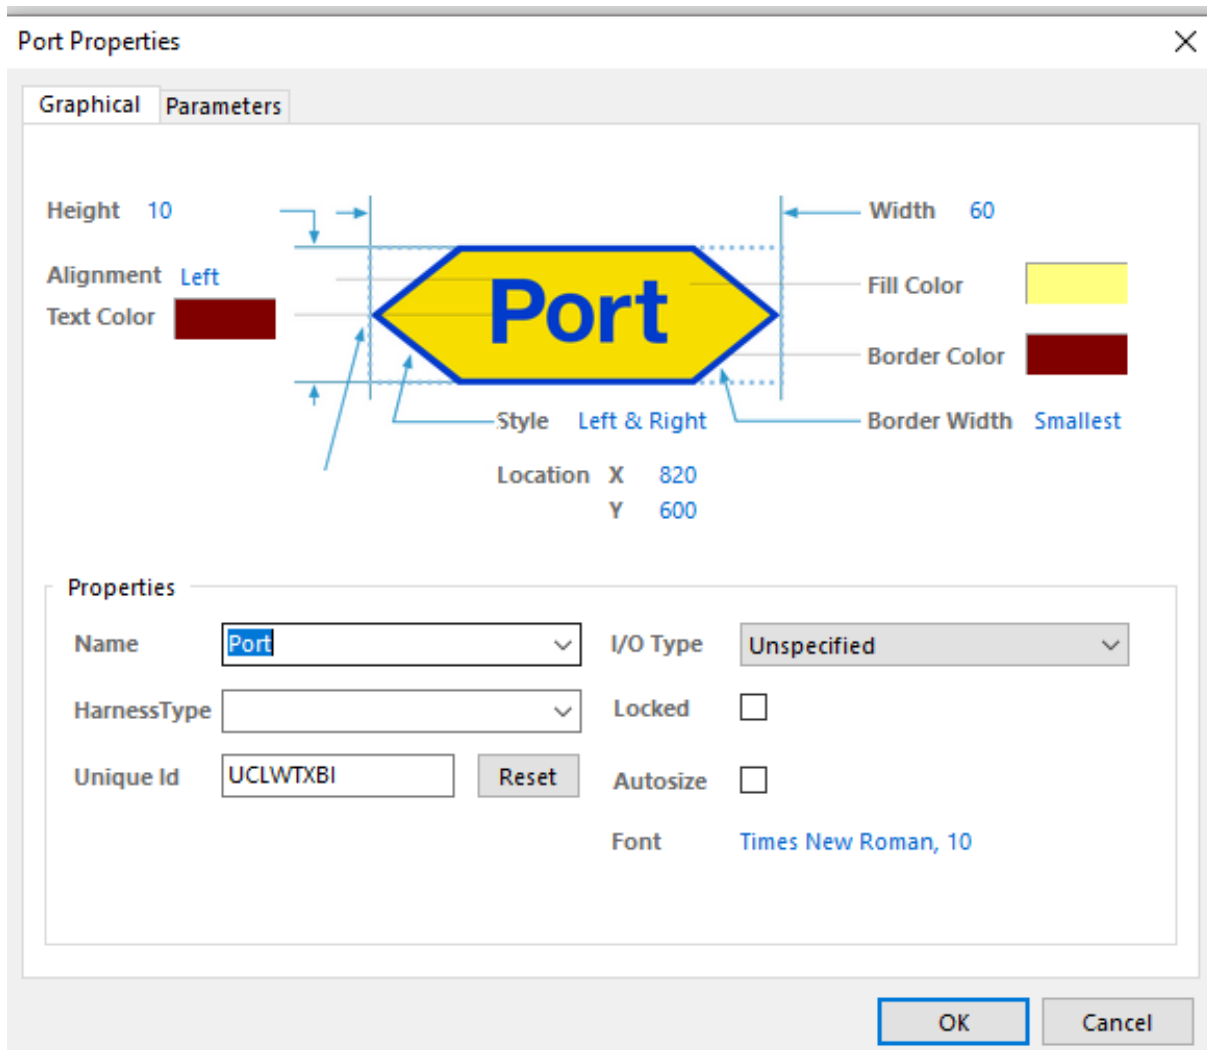 Port Properties
Graphical Parameters
Height 10
Width 60
Alignment Left
Fill Color
Text Color
Port
Border Color
Style Left & Right
Border Width Smallest
Location X 820
Y 600
Properties
Name Port
I/O Type Unspecified
HarnessType
Locked
Unique Id UCLWTXBI Reset
Autosize
Font Times New Roman, 10
OK Cancel